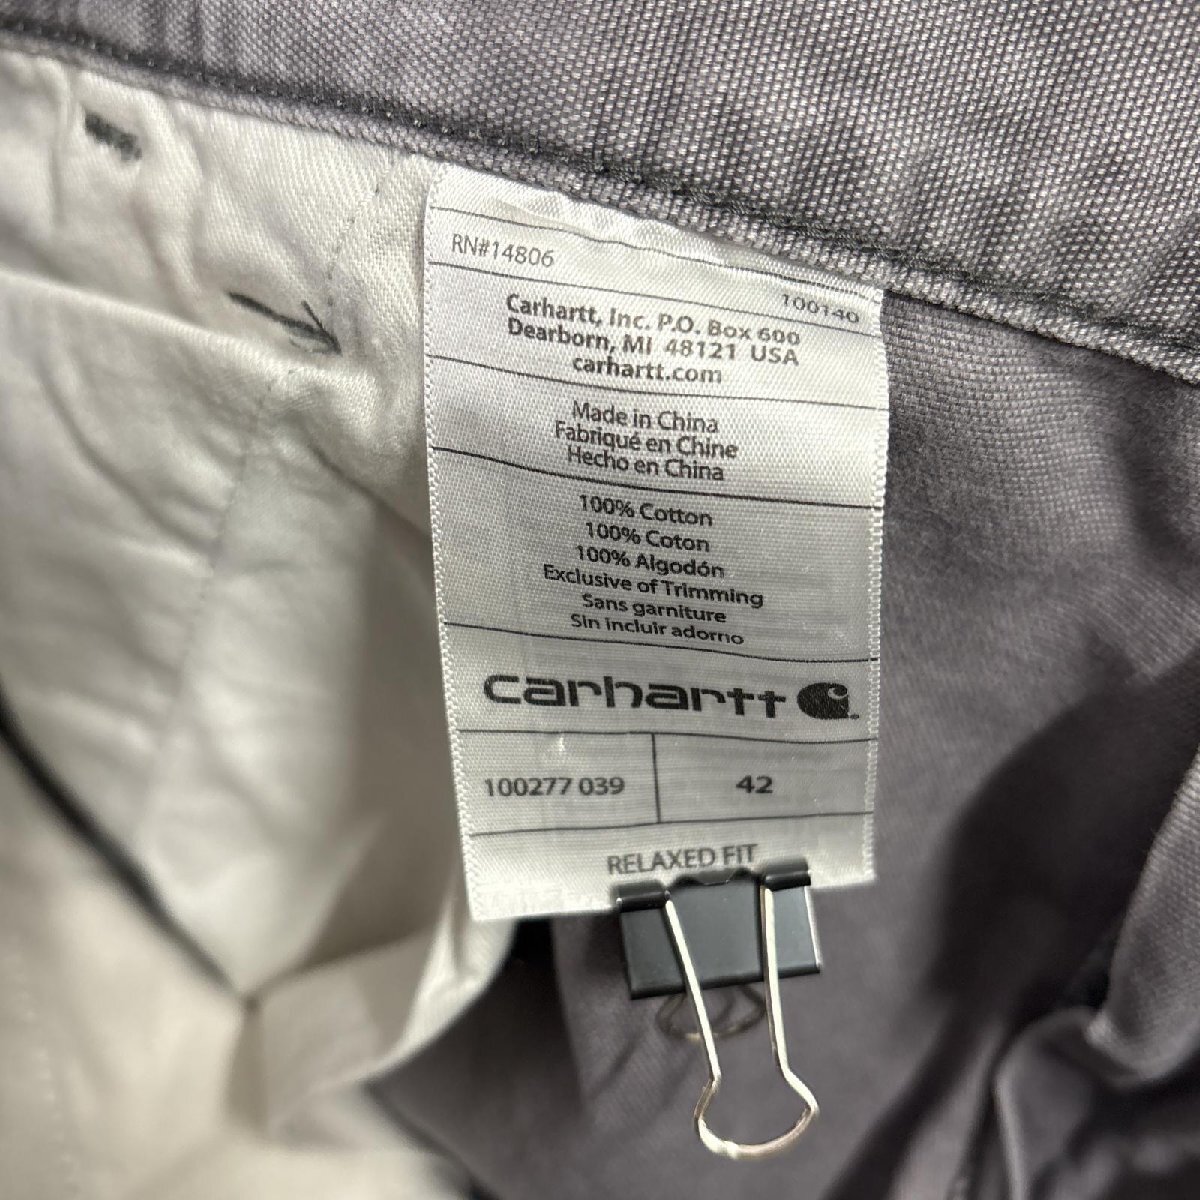 RN#14806
100140
Carhartt, Inc. P.O. Box 600
Dearborn, MI 48121 USA
carhartt.com
Made in China
Fabriqué en Chine
Hecho en China
100% Cotton
100% Coton
100% Algodón
Exclusive of Trimming
Sans garniture
Sin incluir adorno
carhartt
100277 039
42
RELAXED FIT